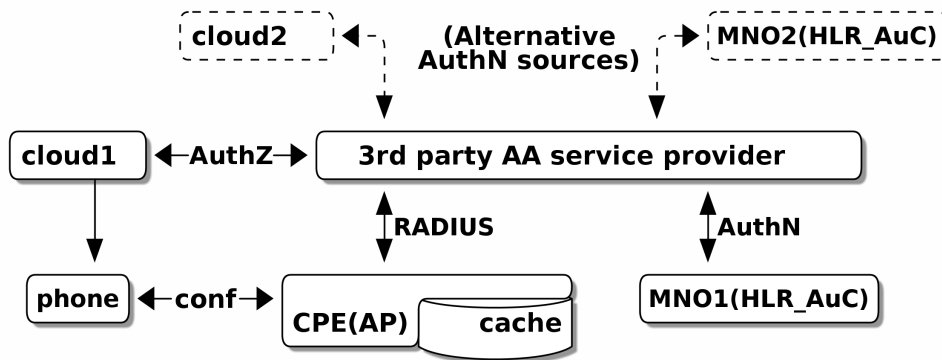 cloud2
(Alternative
AuthN sources)
MNO2(HLR_AuC)
cloud1
AuthZ
3rd party AA service provider
RADIUS
AuthN
phone
conf
CPE(AP)
cache
MNO1(HLR_AuC)